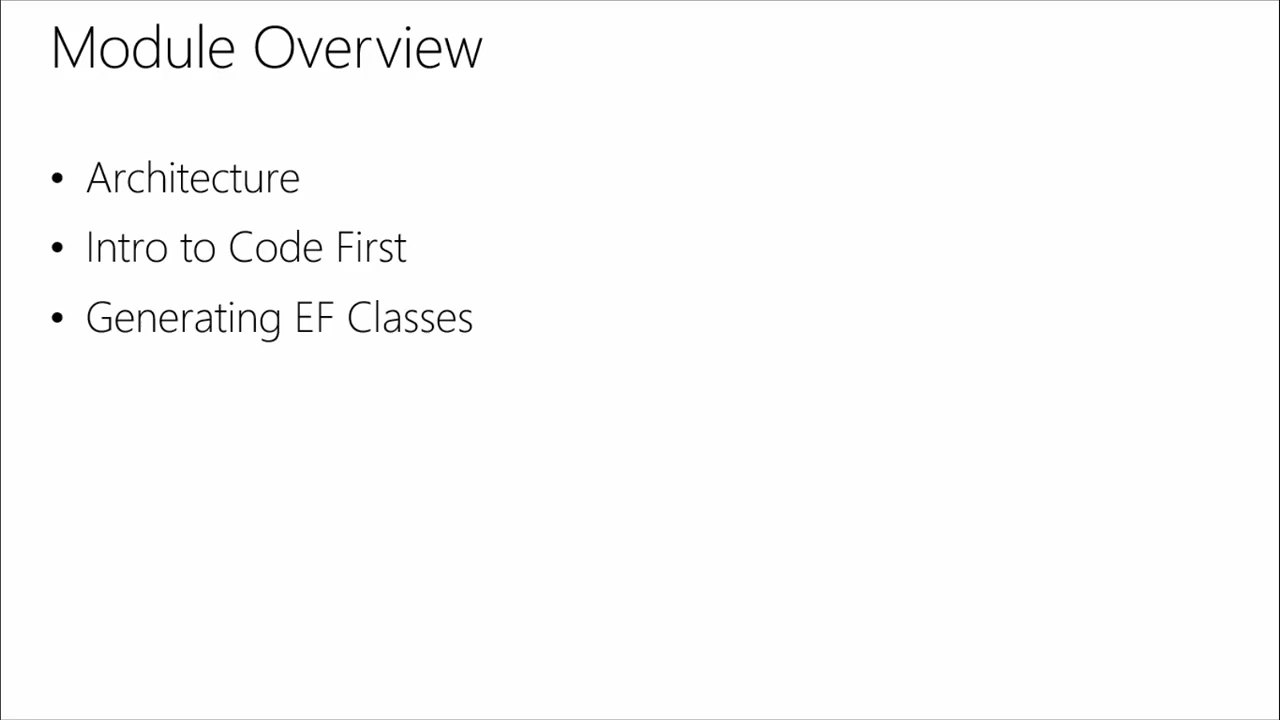 Module Overview
• Architecture
• Intro to Code First
• Generating EF Classes